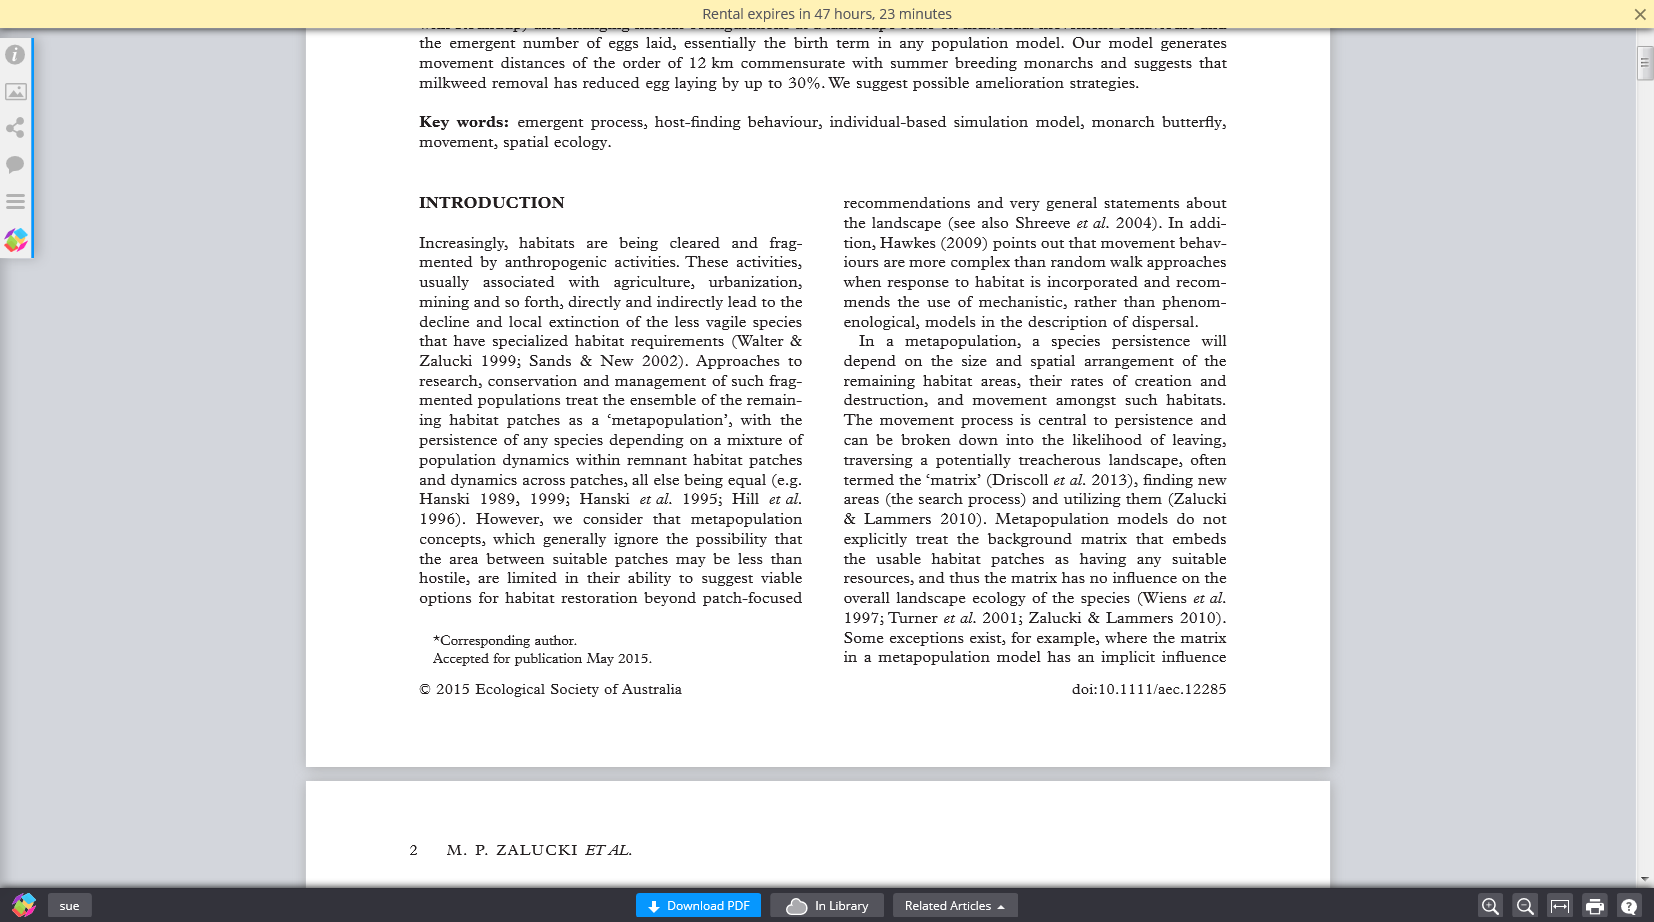 Rental expires in 47 hours, 23 minutes
the emergent number of eggs laid, essentially the birth term in any population model. Our model generates
movement distances of the order of 12 km commensurate with summer breeding monarchs and suggests that
milkweed removal has reduced egg laying by up to 30%. We suggest possible amelioration strategies.
Key words: emergent process, host-finding behaviour, individual-based simulation model, monarch butterfly,
movement, spatial ecology.
INTRODUCTION
Increasingly, habitats are being cleared and frag-
mented by anthropogenic activities. These activities,
usually associated with agriculture, urbanization,
mining and so forth, directly and indirectly lead to the
decline and local extinction of the less vagile species
that have specialized habitat requirements (Walter &
Zalucki 1999; Sands & New 2002). Approaches to
research, conservation and management of such frag-
mented populations treat the ensemble of the remain-
ing habitat patches as a ‘metapopulation’, with the
persistence of any species depending on a mixture of
population dynamics within remnant habitat patches
and dynamics across patches, all else being equal (e.g.
Hanski 1989, 1999; Hanski et al. 1995; Hill et al.
1996). However, we consider that metapopulation
concepts, which generally ignore the possibility that
the area between suitable patches may be less than
hostile, are limited in their ability to suggest viable
options for habitat restoration beyond patch-focused
*Corresponding author.
Accepted for publication May 2015.
recommendations and very general statements about
the landscape (see also Shreeve et al. 2004). In addi-
tion, Hawkes (2009) points out that movement behav-
iours are more complex than random walk approaches
when response to habitat is incorporated and recom-
mends the use of mechanistic, rather than phenom-
enological, models in the description of dispersal.
In a metapopulation, a species persistence will
depend on the size and spatial arrangement of the
remaining habitat areas, their rates of creation and
destruction, and movement amongst such habitats.
The movement process is central to persistence and
can be broken down into the likelihood of leaving,
traversing a potentially treacherous landscape, often
termed the ‘matrix’ (Driscoll et al. 2013), finding new
areas (the search process) and utilizing them (Zalucki
& Lammers 2010). Metapopulation models do not
explicitly treat the background matrix that embeds
the usable habitat patches as having any suitable
resources, and thus the matrix has no influence on the
overall landscape ecology of the species (Wiens et al.
1997; Turner et al. 2001; Zalucki & Lammers 2010).
Some exceptions exist, for example, where the matrix
in a metapopulation model has an implicit influence
© 2015 Ecological Society of Australia
doi:10.1111/aec.12285
2 M. P. ZALUCKI ET AL.
sue
Download PDF
In Library
Related Articles